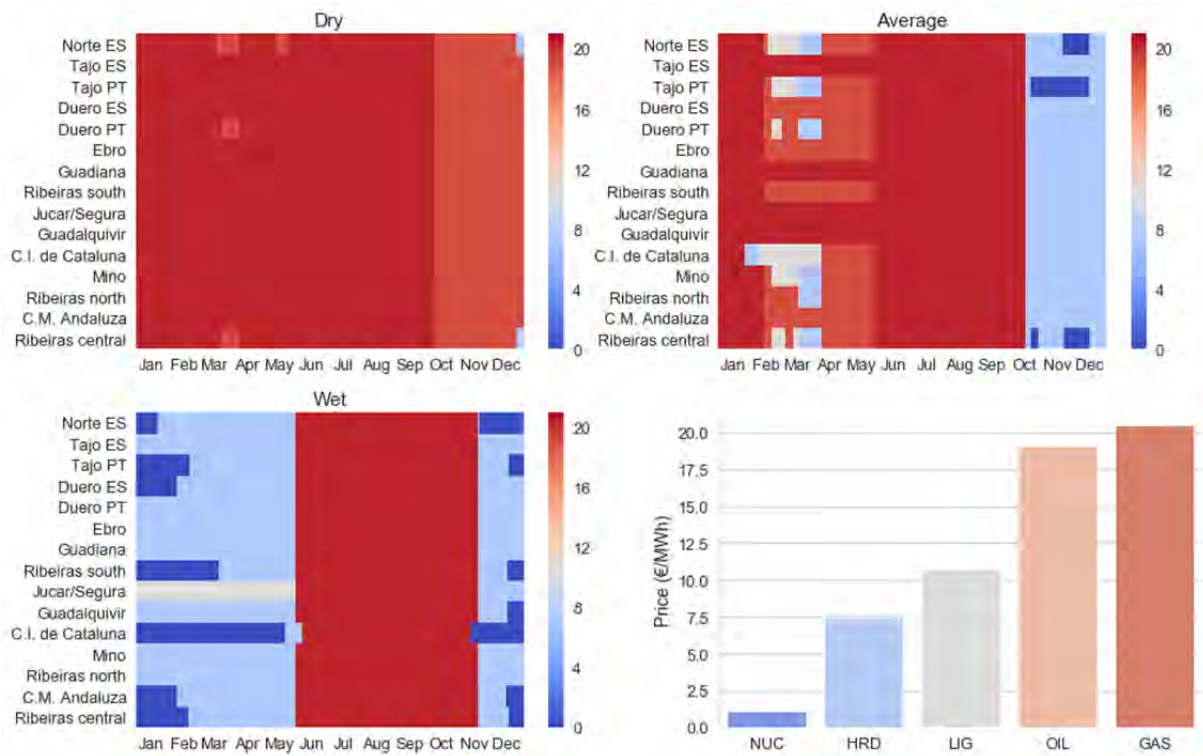 Dry
Norte ES
Tajo ES
Tajo PT
Duero ES
Duero PT
Ebro
Guadiana
Ribeiras south
Jucar/Segura
Guadalquivir
C.I. de Cataluna
Mino
Ribeiras north
C.M. Andaluza
Ribeiras central
Jan Feb Mar Apr May Jun Jul Aug Sep Oct Nov Dec
20
16
12
8
4
0
Average
Norte ES
Tajo ES
Tajo PT
Duero ES
Duero PT
Ebro
Guadiana
Ribeiras south
Jucar/Segura
Guadalquivir
C.I. de Cataluna
Mino
Ribeiras north
C.M. Andaluza
Ribeiras central
Jan Feb Mar Apr May Jun Jul Aug Sep Oct Nov Dec
20
16
12
8
4
0
Wet
Norte ES
Tajo ES
Tajo PT
Duero ES
Duero PT
Ebro
Guadiana
Ribeiras south
Jucar/Segura
Guadalquivir
C.I. de Cataluna
Mino
Ribeiras north
C.M. Andaluza
Ribeiras central
Jan Feb Mar Apr May Jun Jul Aug Sep Oct Nov Dec
20
16
12
8
4
0
Price (€/MWh)
20.0
17.5
15.0
12.5
10.0
7.5
5.0
2.5
0.0
NUC HRD LIG OIL GAS